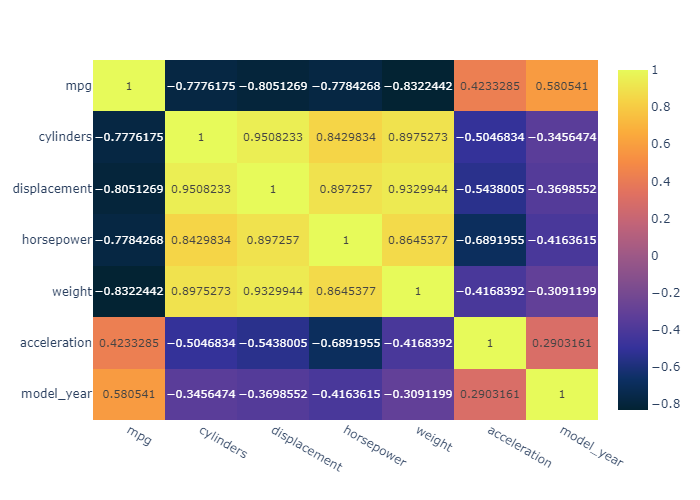 mpg 1 −0.7776175 −0.8051269 −0.7784268 −0.8322442 0.4233285 0.580541
cylinders −0.7776175 1 0.9508233 0.8429834 0.8975273 −0.5046834 −0.3456474
displacement −0.8051269 0.9508233 1 0.897257 0.9329944 −0.5438005 −0.3698552
horsepower −0.7784268 0.8429834 0.897257 1 0.8645377 −0.6891955 −0.4163615
weight −0.8322442 0.8975273 0.9329944 0.8645377 1 −0.4168392 −0.3091199
acceleration 0.4233285 −0.5046834 −0.5438005 −0.6891955 −0.4168392 1 0.2903161
model_year 0.580541 −0.3456474 −0.3698552 −0.4163615 −0.3091199 0.2903161 1
mpg cylinders displacement horsepower weight acceleration model_year
1
0.8
0.6
0.4
0.2
0
−0.2
−0.4
−0.6
−0.8